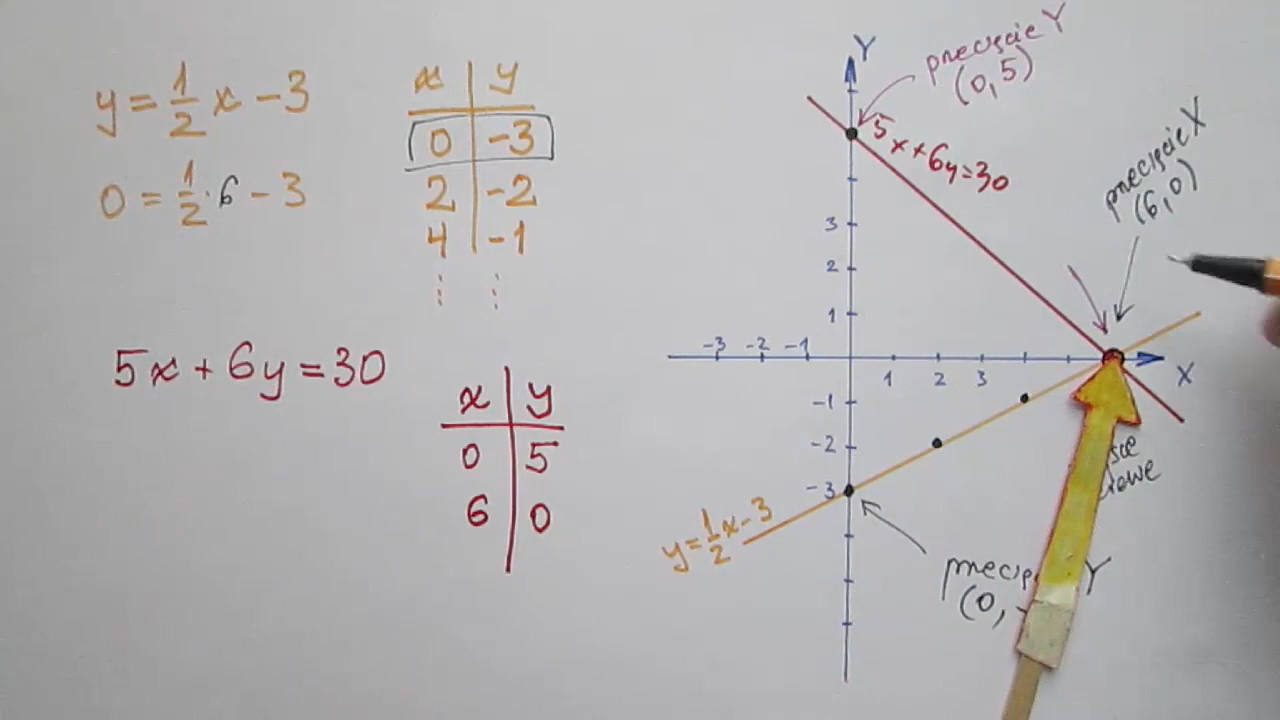 y = 1/2 x - 3
0 = 1/2 · 6 - 3
x y
0 -3
2 -2
4 -1
⋮ ⋮
5x + 6y = 30
x y
0 5
6 0
Y
przecięcie Y
(0, 5)
5x + 6y = 30
przecięcie X
(6, 0)
3
2
1
-3 -2 -1
1 2 3
X
-1
-2
-3
y = 1/2 x - 3
Y
(0,